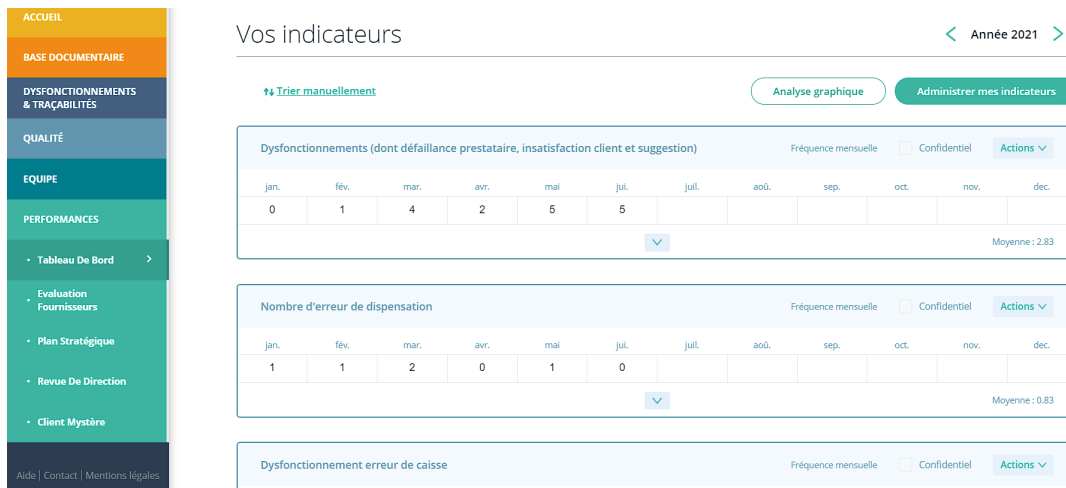 ACCUEIL
BASE DOCUMENTAIRE
DYSFONCTIONNEMENTS
& TRAÇABILITÉS
QUALITÉ
EQUIPE
PERFORMANCES
• Tableau De Bord
• Evaluation
Fournisseurs
• Plan Stratégique
• Revue De Direction
• Client Mystère
Aide | Contact | Mentions légales
Vos indicateurs
Année 2021
Trier manuellement
Analyse graphique
Administrer mes indicateurs
Dysfonctionnements (dont défaillance prestataire, insatisfaction client et suggestion) Fréquence mensuelle Confidentiel Actions
jan. fév. mar. avr. mai jui. juil. aoû. sep. oct. nov. dec.
0 1 4 2 5 5
Moyenne : 2.83
Nombre d'erreur de dispensation Fréquence mensuelle Confidentiel Actions
jan. fév. mar. avr. mai jui. juil. aoû. sep. oct. nov. dec.
1 1 2 0 1 0
Moyenne : 0.83
Dysfonctionnement erreur de caisse Fréquence mensuelle Confidentiel Actions